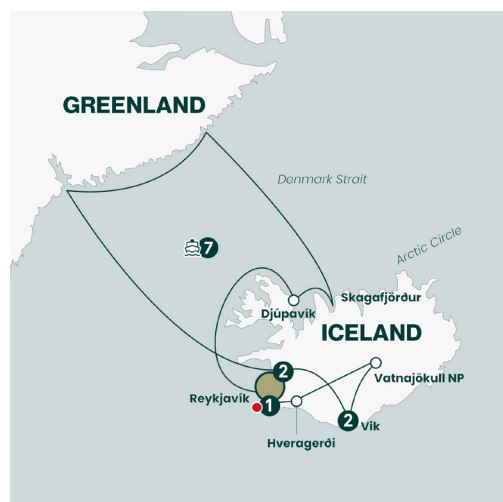 GREENLAND
Denmark Strait
Arctic Circle
7
Skagafjörður
Djúpavík
ICELAND
2
Vatnajökull NP
Reykjavík
1
2
Vík
Hveragerði